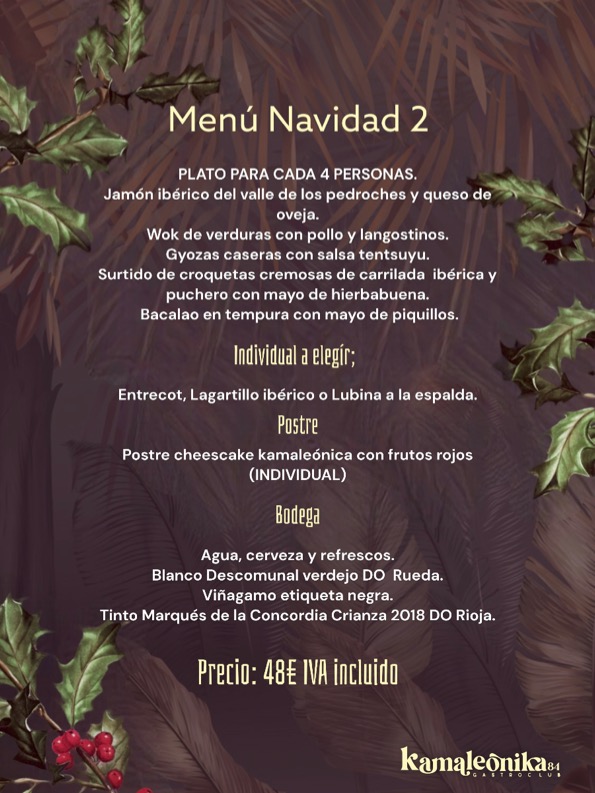 Menú Navidad 2
PLATO PARA CADA 4 PERSONAS.
Jamón ibérico del valle de los pedroches y queso de
oveja.
Wok de verduras con pollo y langostinos.
Gyozas caseras con salsa tentsuyu.
Surtido de croquetas cremosas de carrilada ibérica y
puchero con mayo de hierbabuena.
Bacalao en tempura con mayo de piquillos.
Individual a elegír;
Entrecot, Lagartillo ibérico o Lubina a la espalda.
Postre
Postre cheescake kamaleónica con frutos rojos
(INDIVIDUAL)
Bodega
Agua, cerveza y refrescos.
Blanco Descomunal verdejo DO Rueda.
Viñagamo etiqueta negra.
Tinto Marqués de la Concordia Crianza 2018 DO Rioja.
Precio: 48€ IVA incluido
kamaleònika84
GASTROCLUB